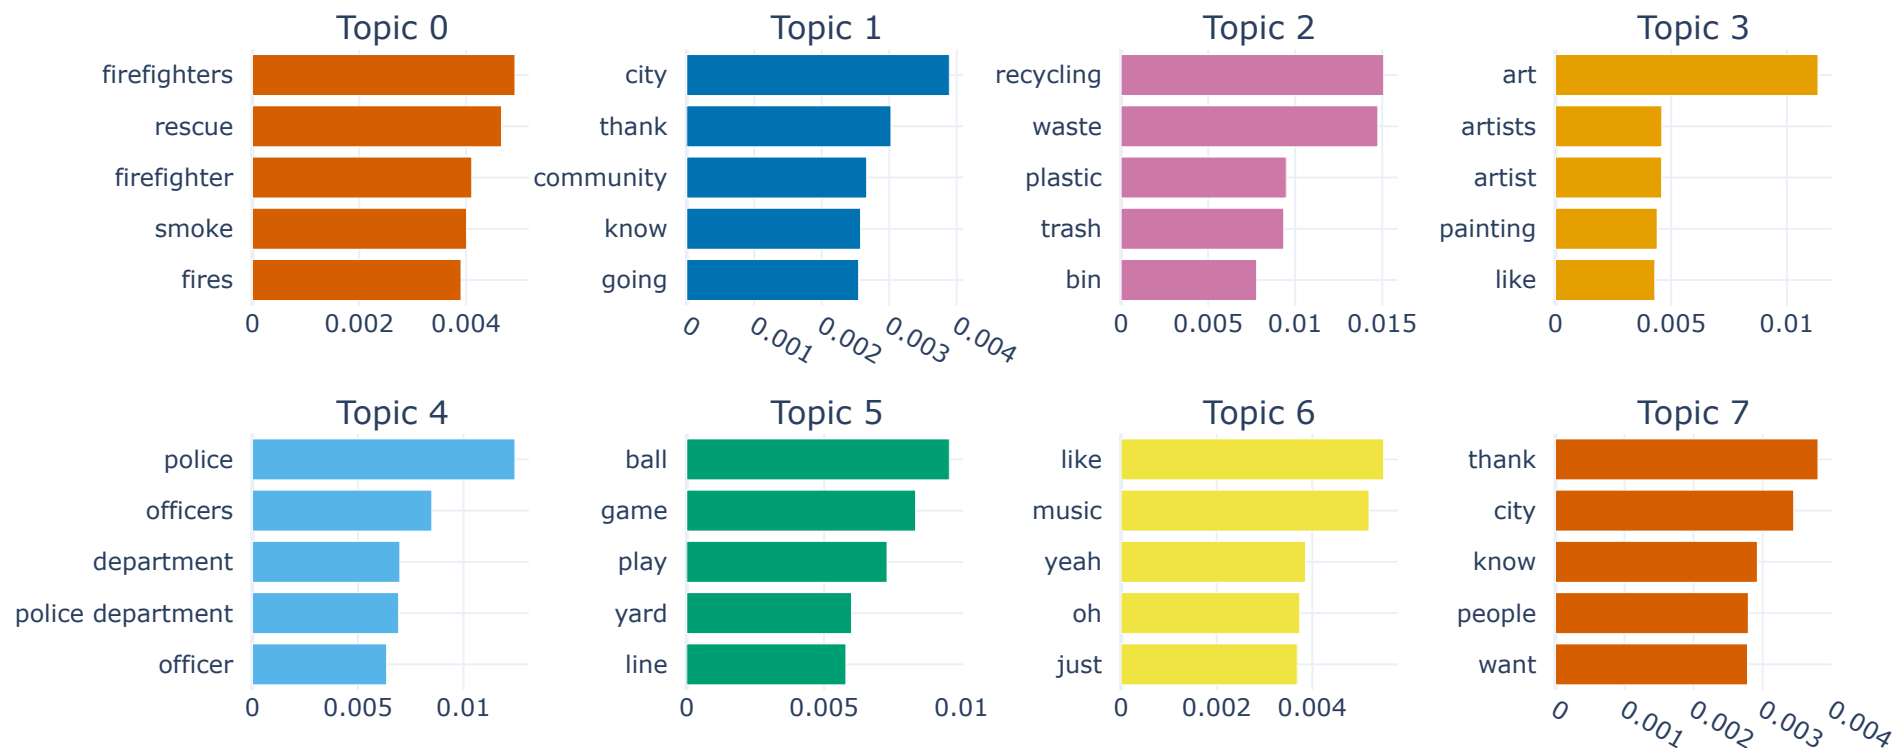 Topic 0
firefighters
rescue
firefighter
smoke
fires
0 0.002 0.004
Topic 1
city
thank
community
know
going
0 0.001 0.002 0.003 0.004
Topic 2
recycling
waste
plastic
trash
bin
0 0.005 0.01 0.015
Topic 3
art
artists
artist
painting
like
0 0.005 0.01
Topic 4
police
officers
department
police department
officer
0 0.005 0.01
Topic 5
ball
game
play
yard
line
0 0.005 0.01
Topic 6
like
music
yeah
oh
just
0 0.002 0.004
Topic 7
thank
city
know
people
want
0 0.001 0.002 0.003 0.004